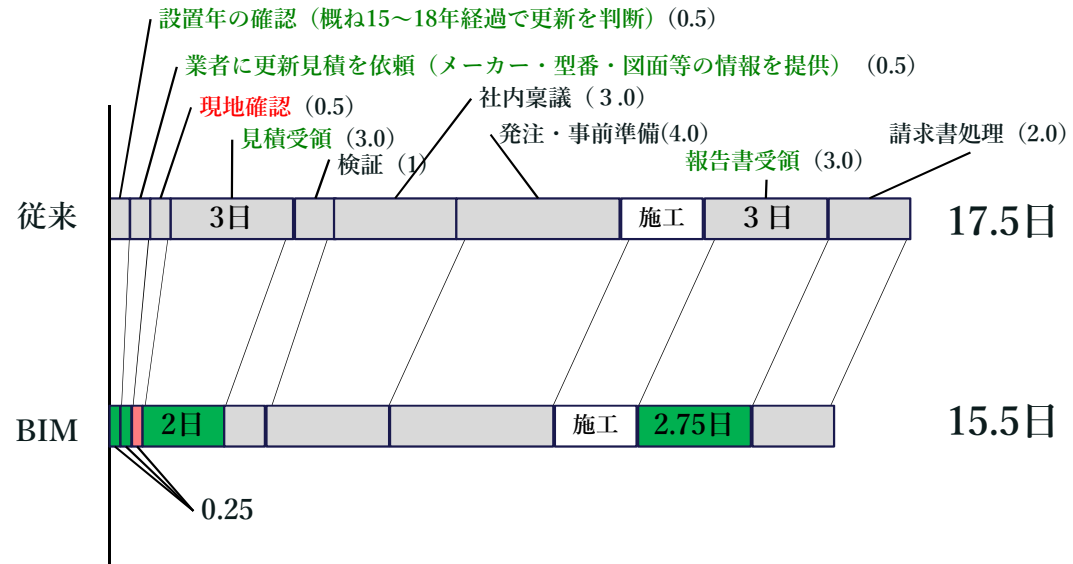 設置年の確認（概ね15〜18年経過で更新を判断）(0.5)
業者に更新見積を依頼（メーカー・型番・図面等の情報を提供）（0.5）
現地確認（0.5）
社内稟議（３.0）
見積受領（3.0）
発注・事前準備(4.0)
請求書処理（2.0）
検証（1）
報告書受領（3.0）
従来
3日
施工
３日
17.5日
BIM
2日
施工
2.75日
15.5日
0.25